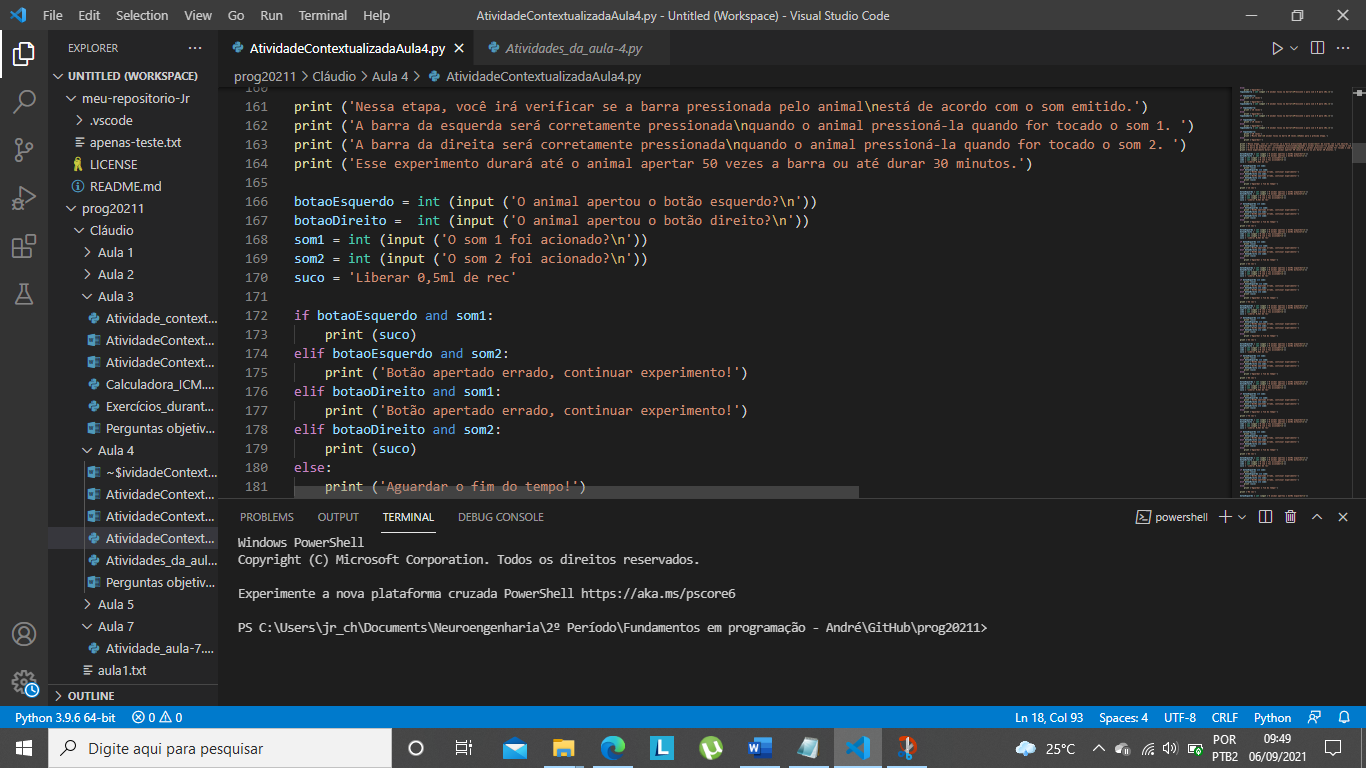 File Edit Selection View Go Run Terminal Help AtividadeContextualizadaAula4.py - Untitled (Workspace) - Visual Studio Code
EXPLORER
UNTITLED (WORKSPACE)
meu-repositorio-Jr
.vscode
apenas-teste.txt
LICENSE
README.md
prog20211
Cláudio
Aula 1
Aula 2
Aula 3
Atividade_context...
AtividadeContext...
AtividadeContext...
Calculadora_ICM....
Exercícios_durant...
Perguntas objetiv...
Aula 4
~$ividadeContext...
AtividadeContext...
AtividadeContext...
AtividadeContext...
Atividades_da_aul...
Perguntas objetiv...
Aula 5
Aula 7
Atividade_aula-7....
aula1.txt
OUTLINE
AtividadeContextualizadaAula4.py Atividades_da_aula-4.py
prog20211 > Cláudio > Aula 4 > AtividadeContextualizadaAula4.py
160
161 print ('Nessa etapa, você irá verificar se a barra pressionada pelo animal\nestá de acordo com o som emitido.')
162 print ('A barra da esquerda será corretamente pressionada\nquando o animal pressioná-la quando for tocado o som 1. ')
163 print ('A barra da direita será corretamente pressionada\nquando o animal pressioná-la quando for tocado o som 2. ')
164 print ('Esse experimento durará até o animal apertar 50 vezes a barra ou até durar 30 minutos.')
165
166 botaoEsquerdo = int (input ('O animal apertou o botão esquerdo?\n'))
167 botaoDireito =  int (input ('O animal apertou o botão direito?\n'))
168 som1 = int (input ('O som 1 foi acionado?\n'))
169 som2 = int (input ('O som 2 foi acionado?\n'))
170 suco = 'Liberar 0,5ml de rec'
171
172 if botaoEsquerdo and som1:
173     print (suco)
174 elif botaoEsquerdo and som2:
175     print ('Botão apertado errado, continuar experimento!')
176 elif botaoDireito and som1:
177     print ('Botão apertado errado, continuar experimento!')
178 elif botaoDireito and som2:
179     print (suco)
180 else:
181     print ('Aguardar o fim do tempo!')
PROBLEMS OUTPUT TERMINAL DEBUG CONSOLE powershell
Windows PowerShell
Copyright (C) Microsoft Corporation. Todos os direitos reservados.
Experimente a nova plataforma cruzada PowerShell https://aka.ms/pscore6
PS C:\Users\jr_ch\Documents\Neuroengenharia\2º Período\Fundamentos em programação - André\GitHub\prog20211>
Python 3.9.6 64-bit 0 0 Ln 18, Col 93 Spaces: 4 UTF-8 CRLF Python
Digite aqui para pesquisar L W 25°C POR 09:49
PTB2 06/09/2021